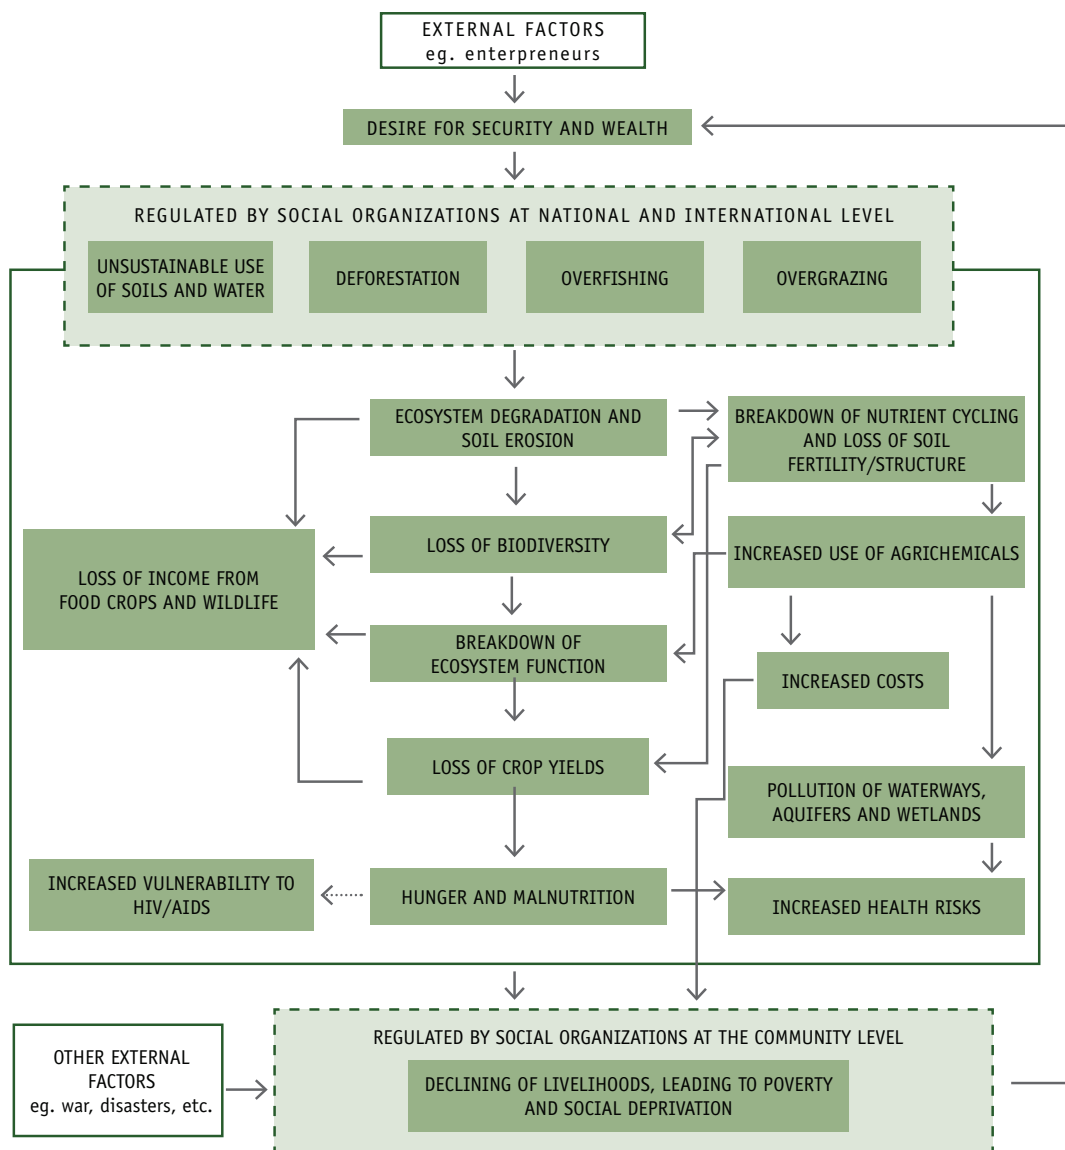 EXTERNAL FACTORS
eg. enterpreneurs
DESIRE FOR SECURITY AND WEALTH
REGULATED BY SOCIAL ORGANIZATIONS AT NATIONAL AND INTERNATIONAL LEVEL
UNSUSTAINABLE USE
OF SOILS AND WATER
DEFORESTATION
OVERFISHING
OVERGRAZING
ECOSYSTEM DEGRADATION AND
SOIL EROSION
BREAKDOWN OF NUTRIENT CYCLING
AND LOSS OF SOIL
FERTILITY/STRUCTURE
LOSS OF BIODIVERSITY
INCREASED USE OF AGRICHEMICALS
LOSS OF INCOME FROM
FOOD CROPS AND WILDLIFE
BREAKDOWN OF
ECOSYSTEM FUNCTION
INCREASED COSTS
LOSS OF CROP YIELDS
POLLUTION OF WATERWAYS,
AQUIFERS AND WETLANDS
INCREASED VULNERABILITY TO
HIV/AIDS
HUNGER AND MALNUTRITION
INCREASED HEALTH RISKS
REGULATED BY SOCIAL ORGANIZATIONS AT THE COMMUNITY LEVEL
OTHER EXTERNAL
FACTORS
eg. war, disasters, etc.
DECLINING OF LIVELIHOODS, LEADING TO POVERTY
AND SOCIAL DEPRIVATION